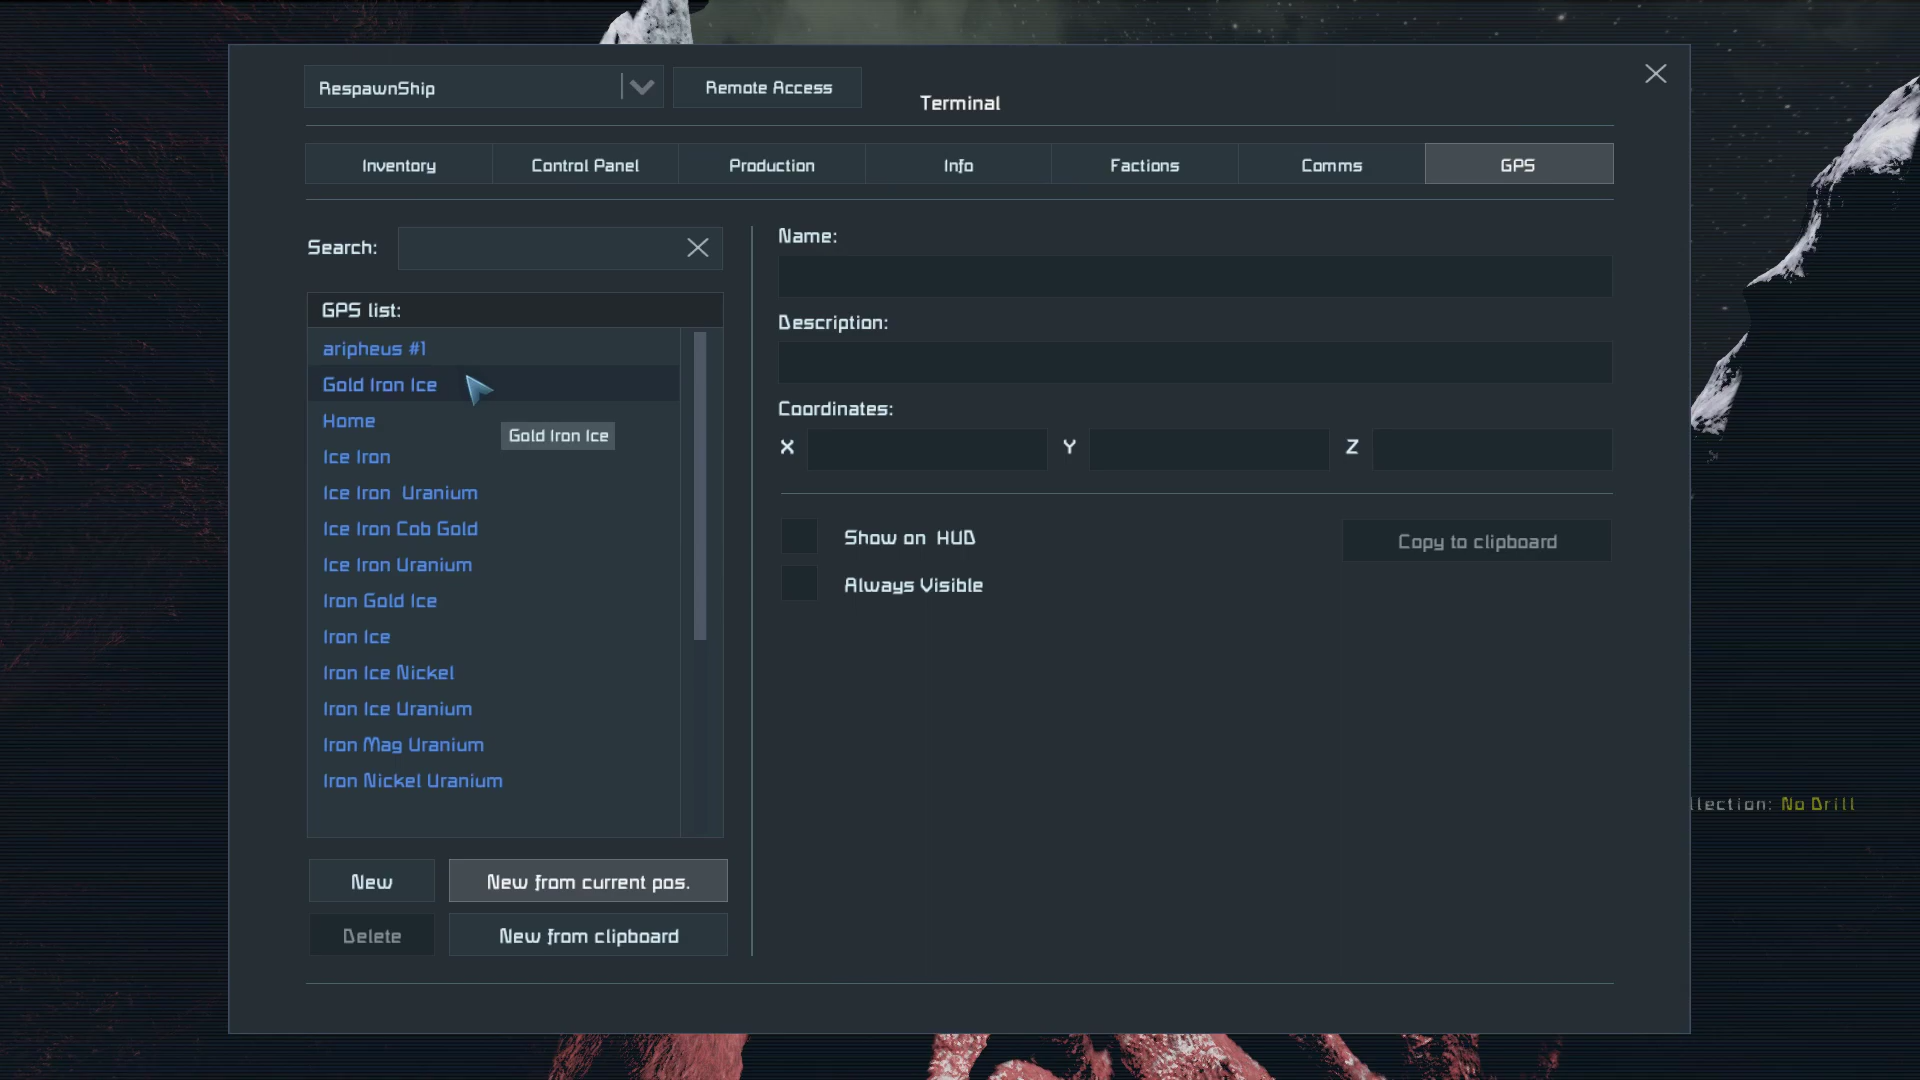 RespawnShip
Remote Access
Terminal
Inventory
Control Panel
Production
Info
Factions
Comms
GPS
Search:
GPS list:
aripheus #1
Gold Iron Ice
Home
Gold Iron Ice
Ice Iron
Ice Iron  Uranium
Ice Iron Cob Gold
Ice Iron Uranium
Iron Gold Ice
Iron Ice
Iron Ice Nickel
Iron Ice Uranium
Iron Mag Uranium
Iron Nickel Uranium
New
New from current pos.
Delete
New from clipboard
Name:
Description:
Coordinates:
X
Y
Z
Show on HUD
Copy to clipboard
Always Visible
llection: No Drill